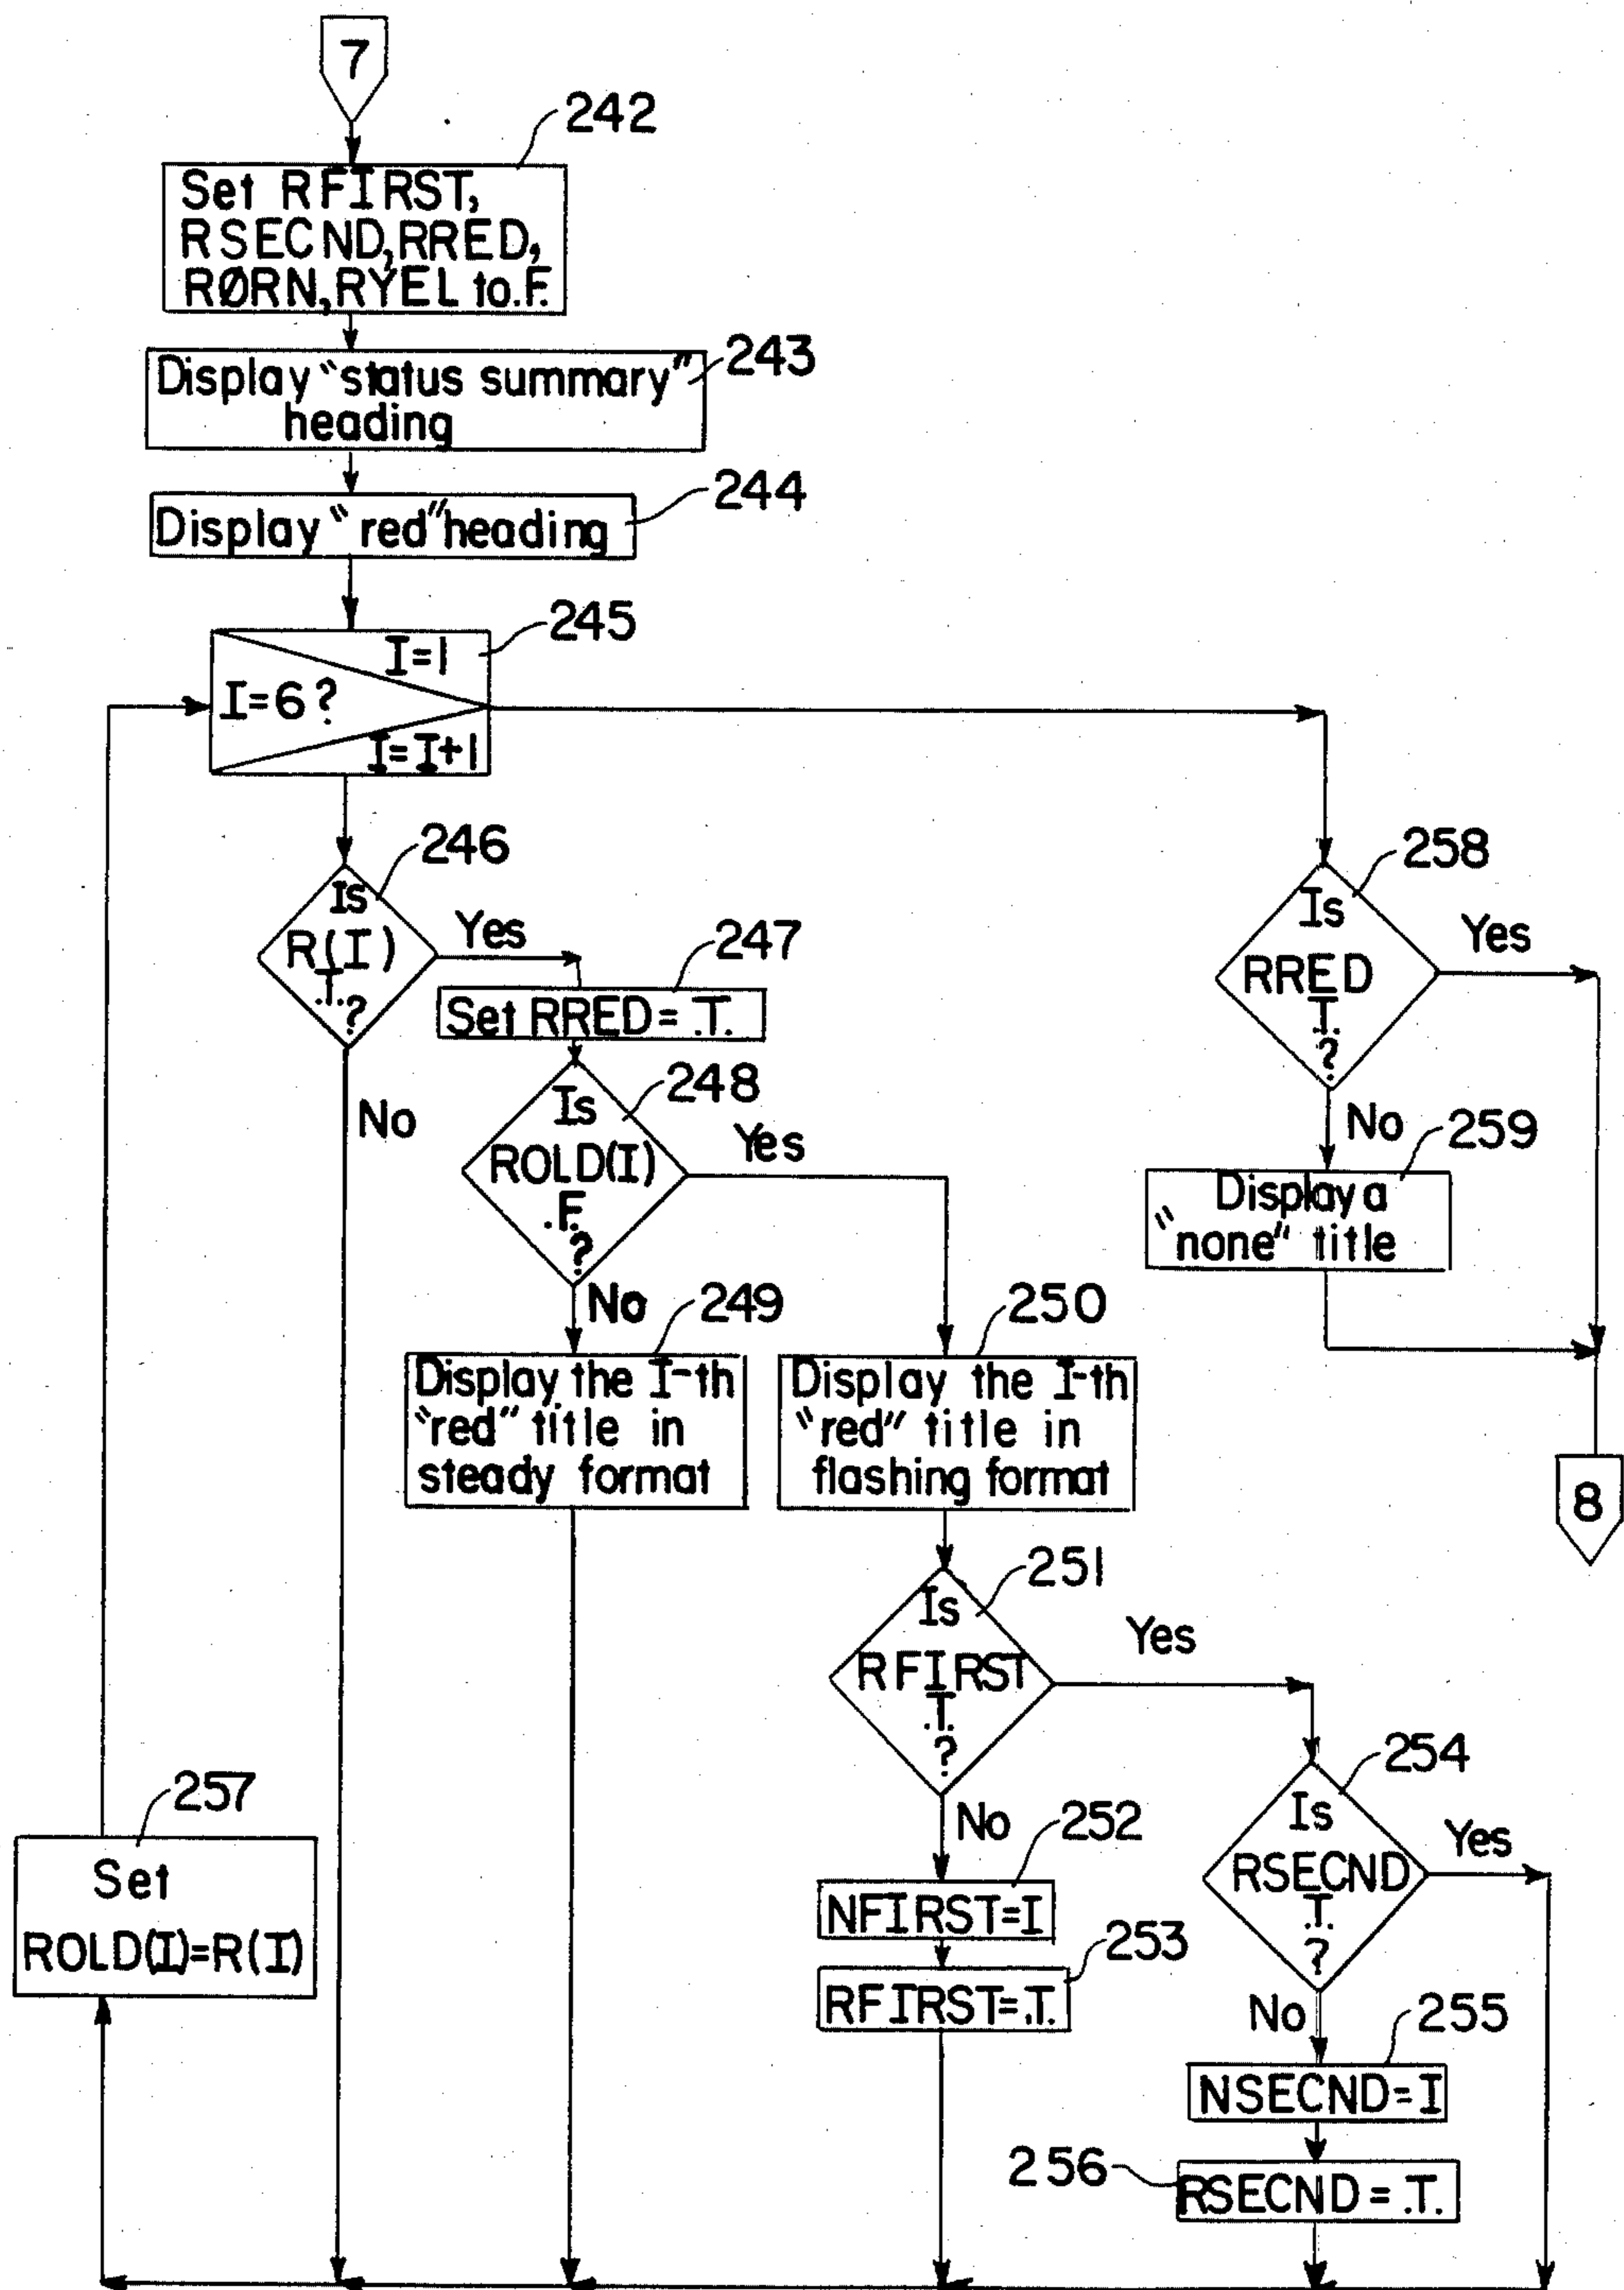 7
242
Set RFIRST,
RSECND,RRED,
RØRN,RYEL to.F.
243
Display "status summary"
heading
244
Display "red" heading
245
I=1
I=6?
I=I+1
246
Is
R(I)
.T.
?
Yes
No
247
Set RRED=.T.
248
Is
ROLD(I)
.F.
?
Yes
No
249
Display the I-th
"red" title in
steady format
250
Display the I-th
"red" title in
flashing format
251
Is
RFIRST
.T.
?
Yes
No
252
NFIRST=I
253
RFIRST=.T.
254
Is
RSECND
.T.
?
Yes
No
255
NSECND=I
256
RSECND=.T.
257
Set
ROLD(I)=R(I)
258
Is
RRED
.T.
?
Yes
No
259
Display a
"none" title
8